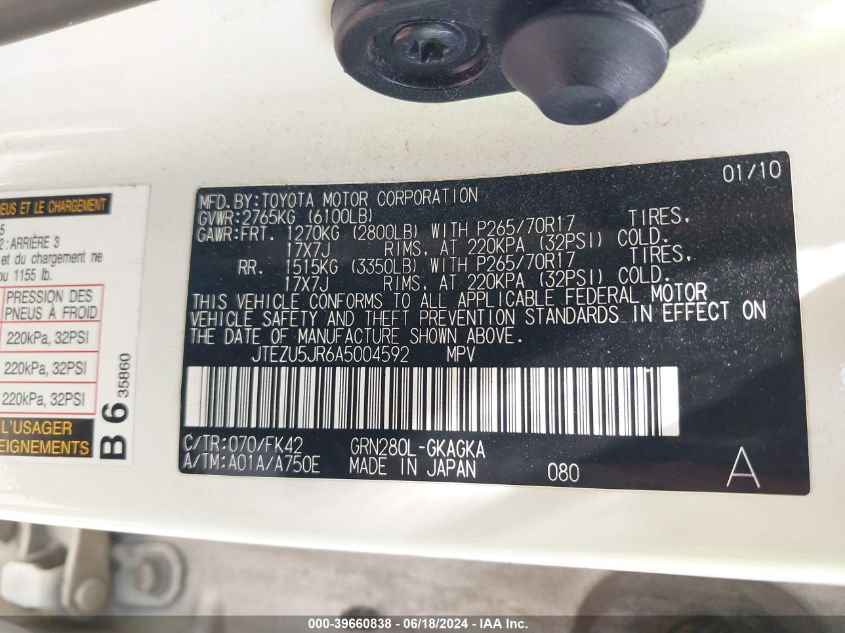 01/10
MFD.BY:TOYOTA MOTOR CORPORATION
GVWR:2765KG (6100LB)
GAWR:FRT. 1270KG (2800LB) WITH P265/70R17 TIRES,
17X7J RIMS, AT 220KPA (32PSI) COLD.
RR. 1515KG (3350LB) WITH P265/70R17 TIRES,
17X7J RIMS, AT 220KPA (32PSI) COLD.
THIS VEHICLE CONFORMS TO ALL APPLICABLE FEDERAL MOTOR
VEHICLE SAFETY AND THEFT PREVENTION STANDARDS IN EFFECT ON
THE DATE OF MANUFACTURE SHOWN ABOVE.
JTEZU5JR6A5004592 MPV
C/TR:070/FK42 GRN280L-GKAGKA
A/TM:A01A/A750E MADE IN JAPAN 080 A
EUS ET LE CHARGEMENT
5
2:ARRIÈRE 3
et du chargement ne
ou 1155 lb.
PRESSION DES
PNEUS À FROID
220kPa, 32PSI
220kPa, 32PSI
220kPa, 32PSI
L'USAGER
EIGNEMENTS
B 6 35860
000-39660838 - 06/18/2024 - IAA Inc.